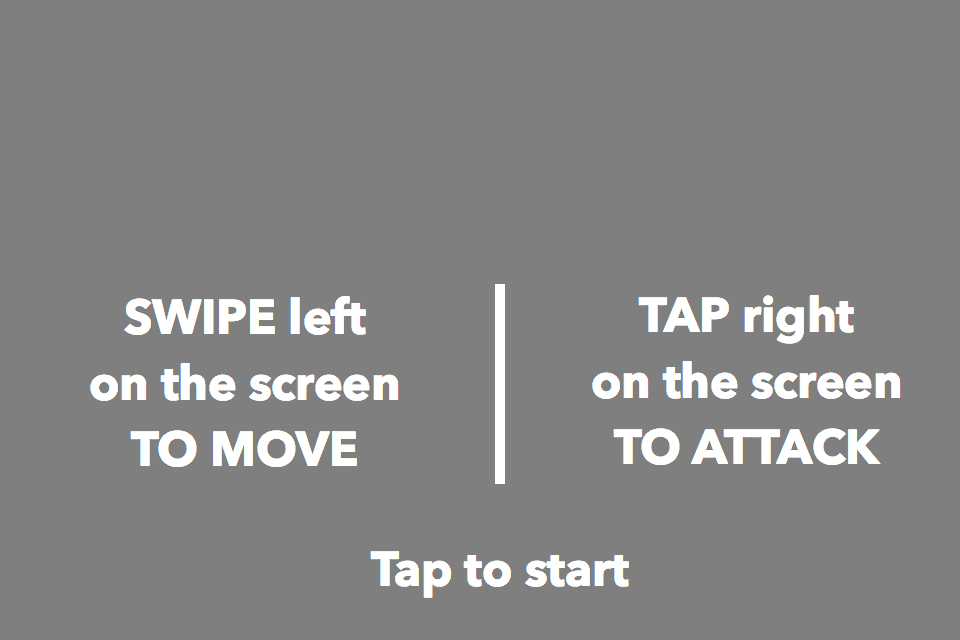 SWIPE left
on the screen
TO MOVE
TAP right
on the screen
TO ATTACK
Tap to start